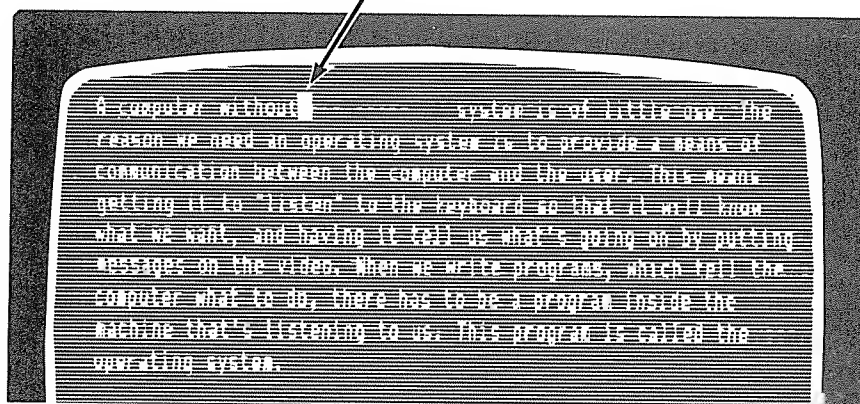 A computer without system is of little use. The
reason we need an operating system is to provide a means of
communication between the computer and the user. This means
getting it to "listen" to the keyboard so that it will know
what we want, and having it tell us what's going on by putting
messages on the video. When we write programs, which tell the
computer what to do, there has to be a program inside the
machine that's listening to us. This program is called the
operating system.